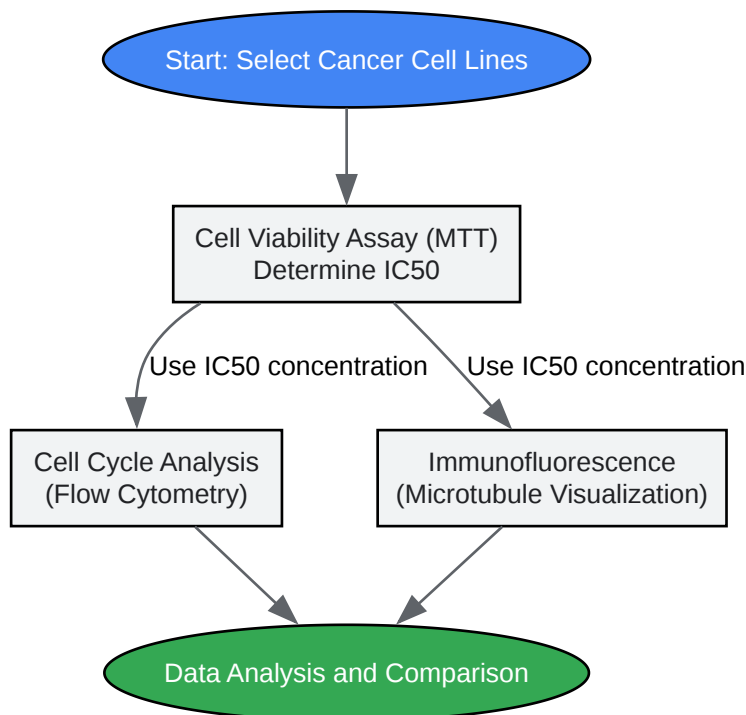 Start: Select Cancer Cell Lines
Cell Viability Assay (MTT)
Determine IC50
Use IC50 concentration
Use IC50 concentration
Cell Cycle Analysis
(Flow Cytometry)
Immunofluorescence
(Microtubule Visualization)
Data Analysis and Comparison